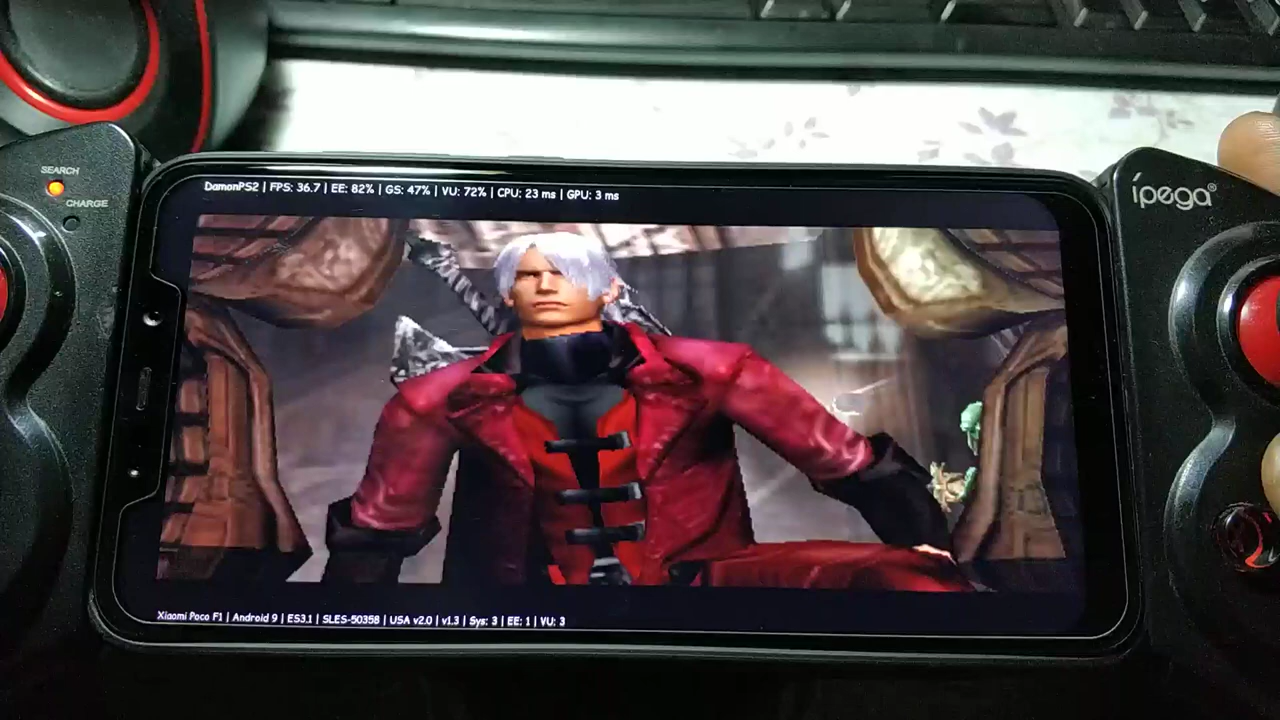 SEARCH
CHARGE
DamonPS2 | FPS: 36.7 | EE: 82% | GS: 47% | VU: 72% | CPU: 23 ms | GPU: 3 ms
ípega®
Xiaomi Poco F1 | Android 9 | ES3.1 | SLES-50358 | USA v2.0 | v1.3 | Sys: 3 | EE: 1 | VU: 3